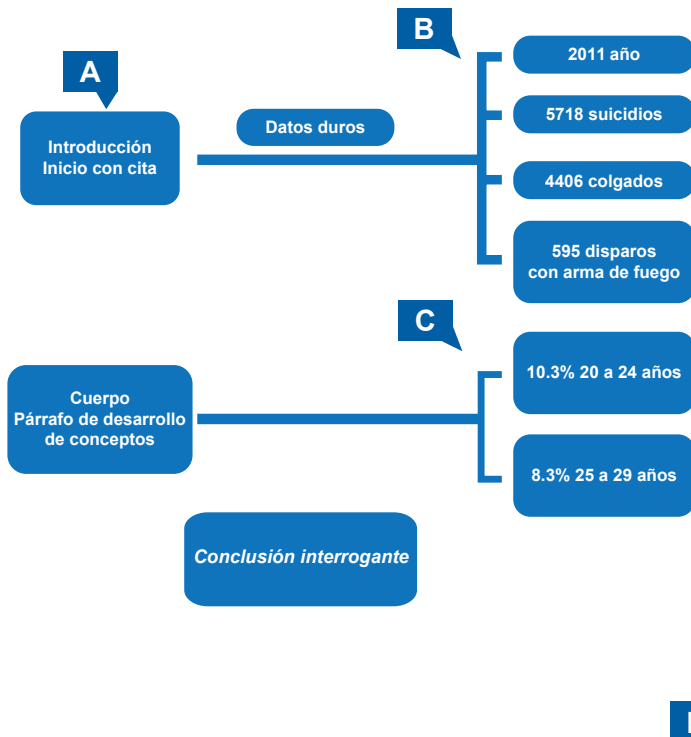 B
2011 año
A
5718 suicidios
Datos duros
Introducción
Inicio con cita
4406 colgados
595 disparos
con arma de fuego
C
10.3% 20 a 24 años
Cuerpo
Párrafo de desarrollo
de conceptos
8.3% 25 a 29 años
Conclusión interrogante